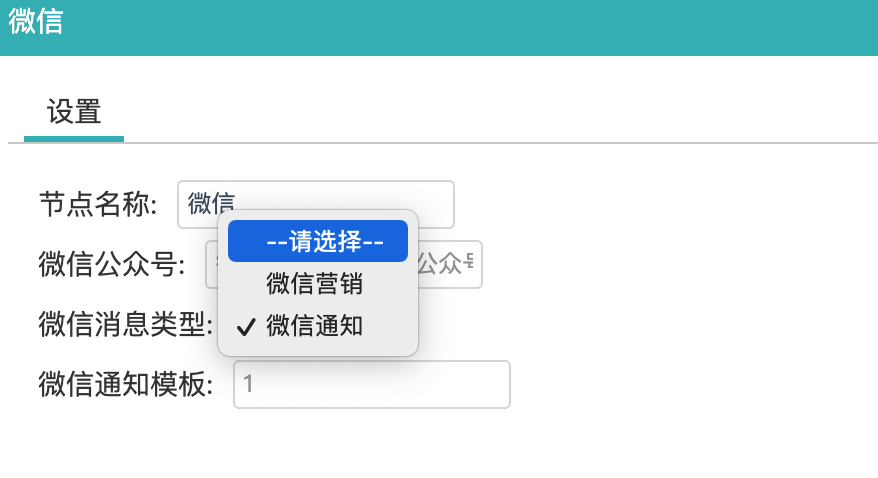 微信
设置
节点名称: 微信
--请选择--
微信公众号: 公众号
微信营销
微信消息类型: 微信通知
微信通知模板: 1